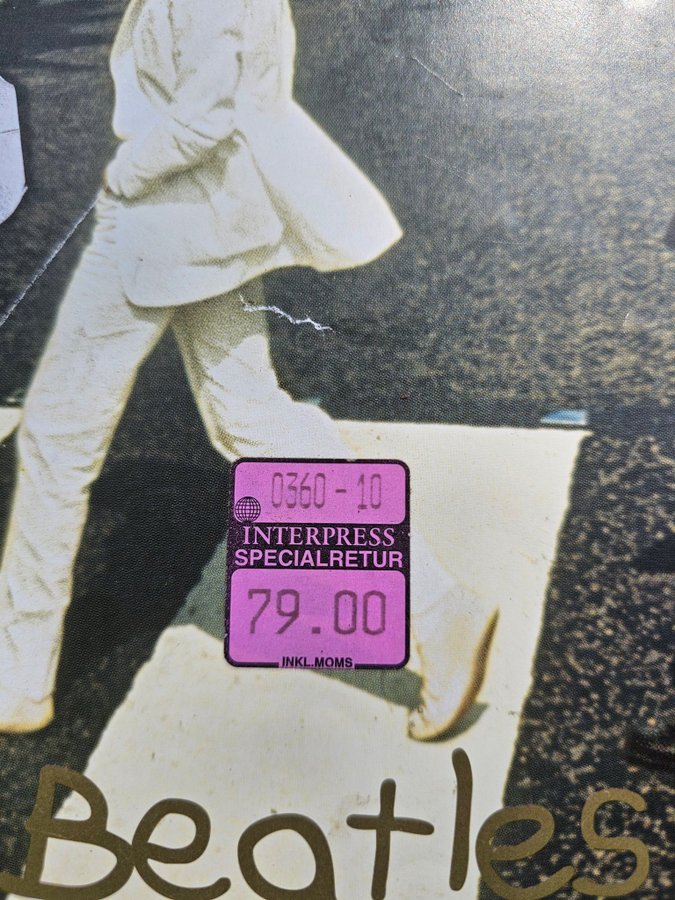 0360-10
INTERPRESS
SPECIALRETUR
79.00
INKL.MOMS
Beatles